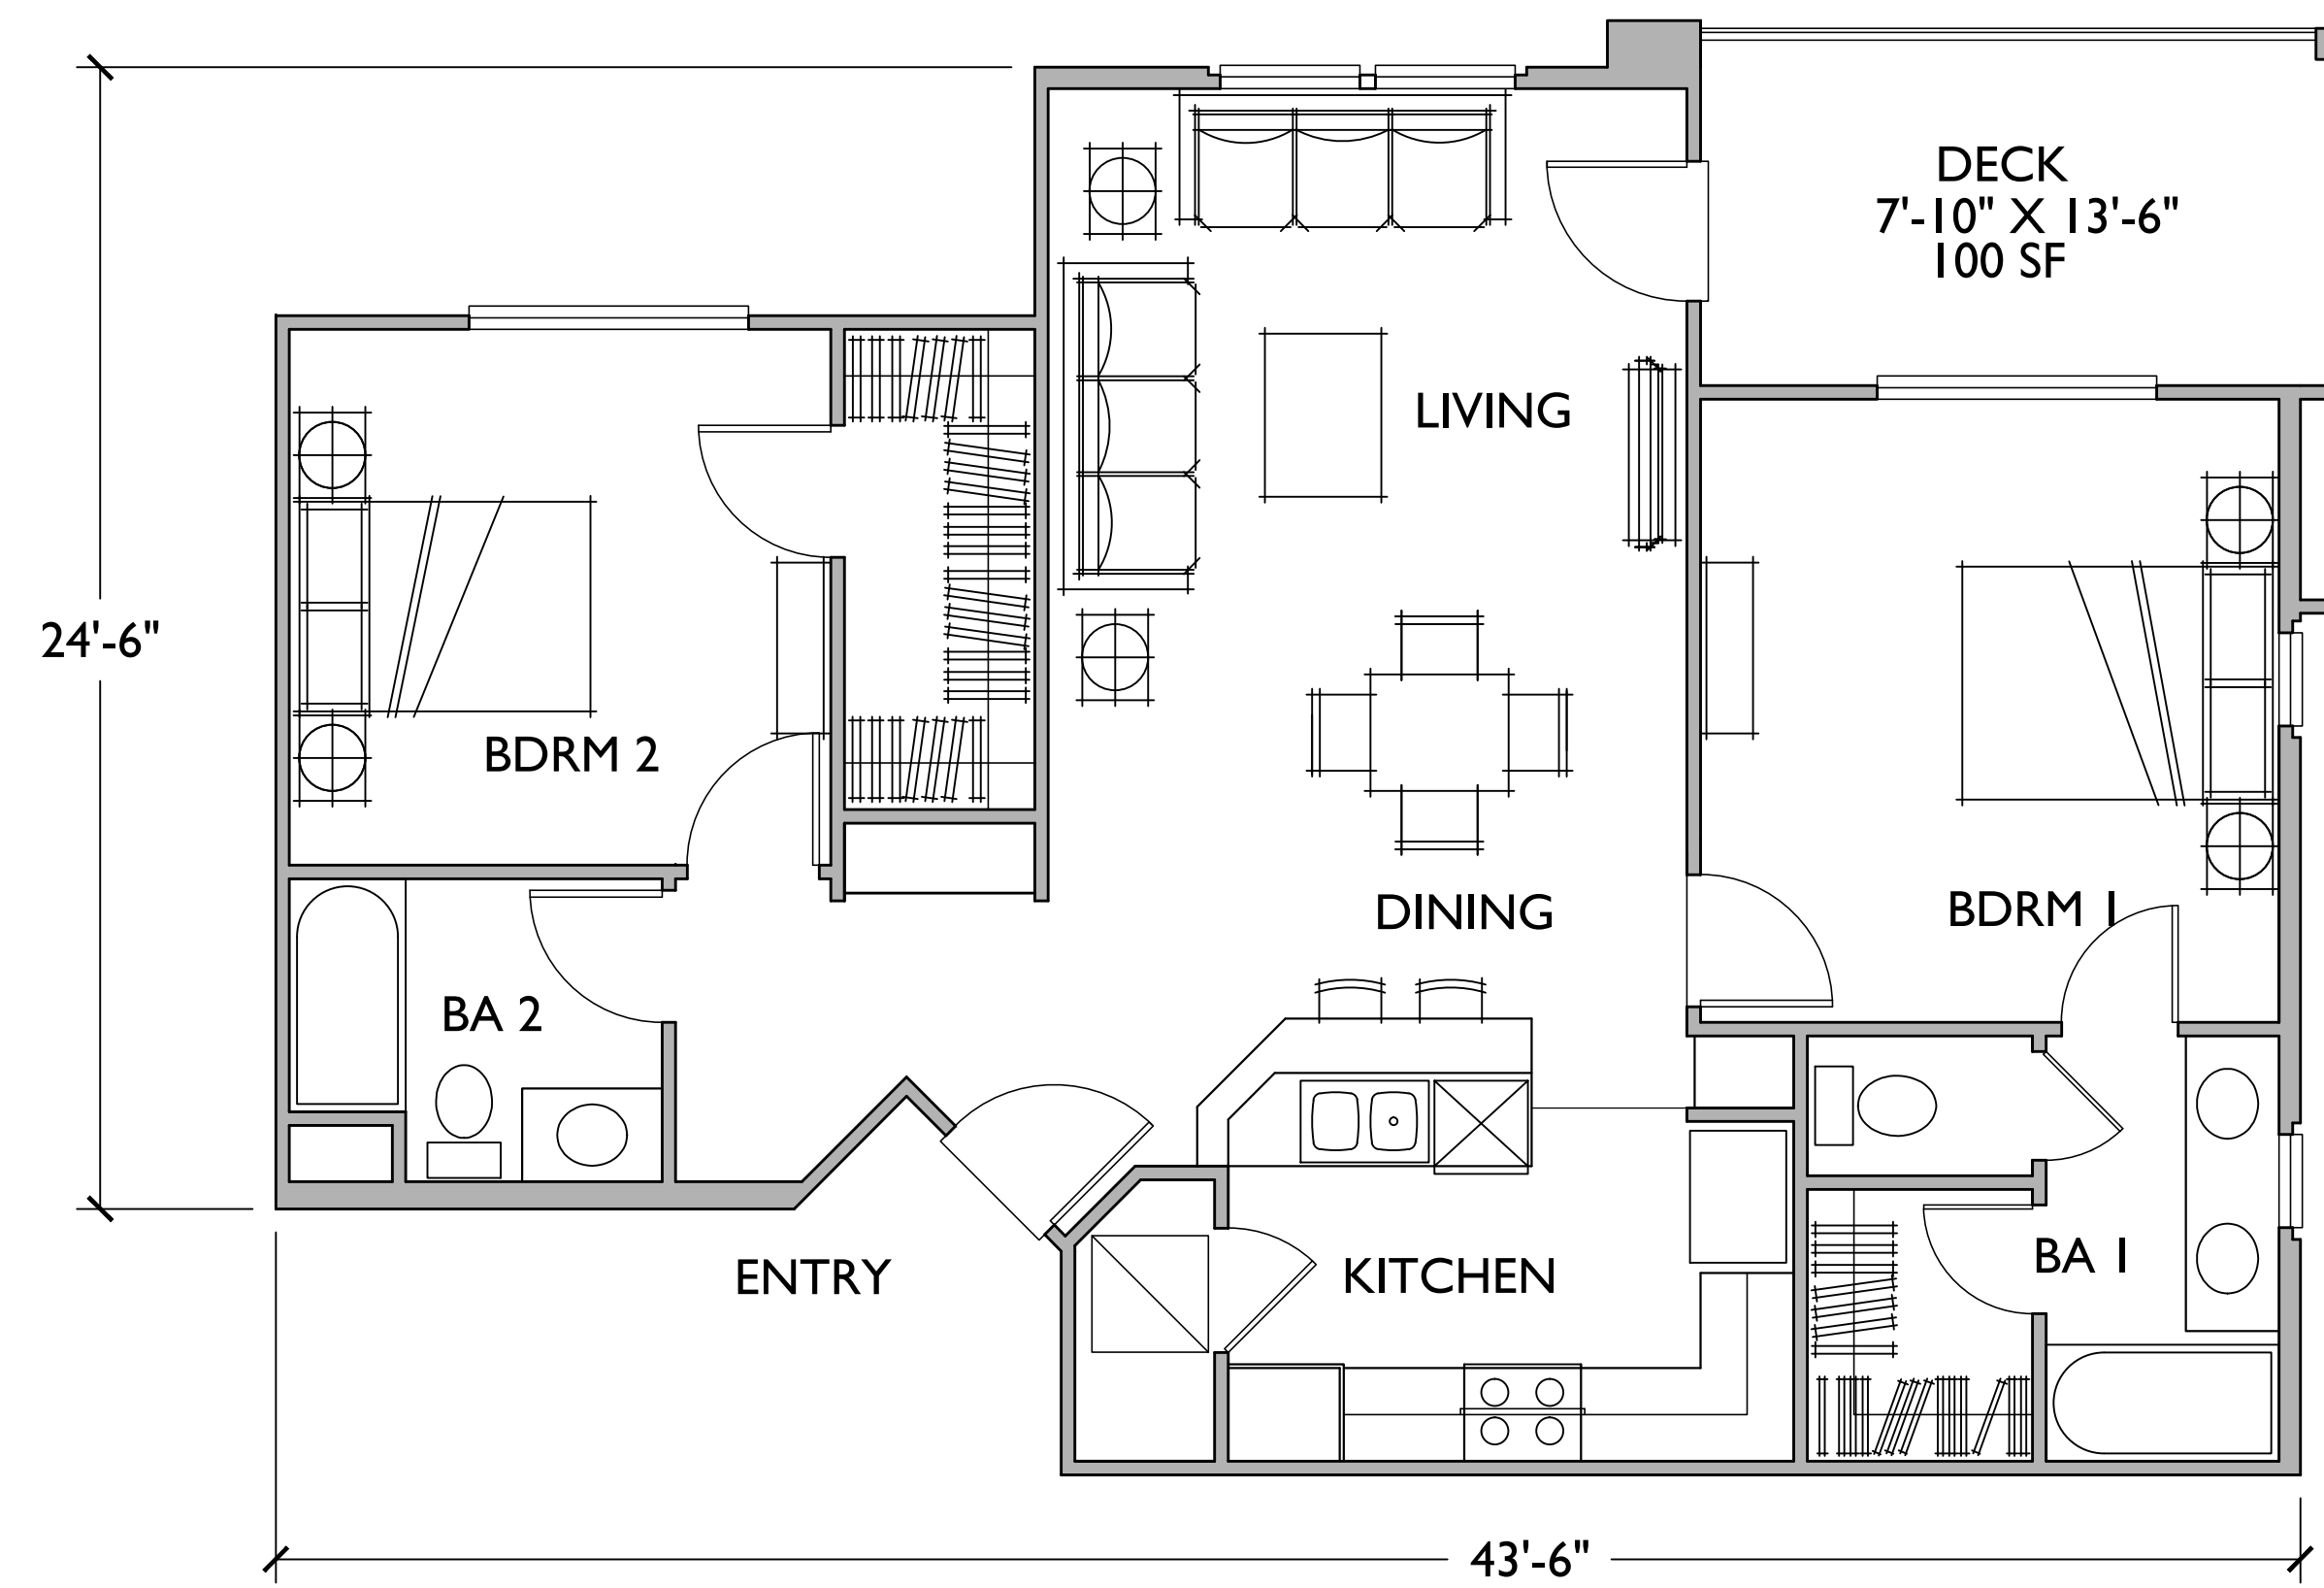 DECK
7'-10" X 13'-6"
100 SF
LIVING
24'-6"
BDRM 2
DINING
BDRM 1
BA 2
ENTRY
KITCHEN
BA 1
43'-6"